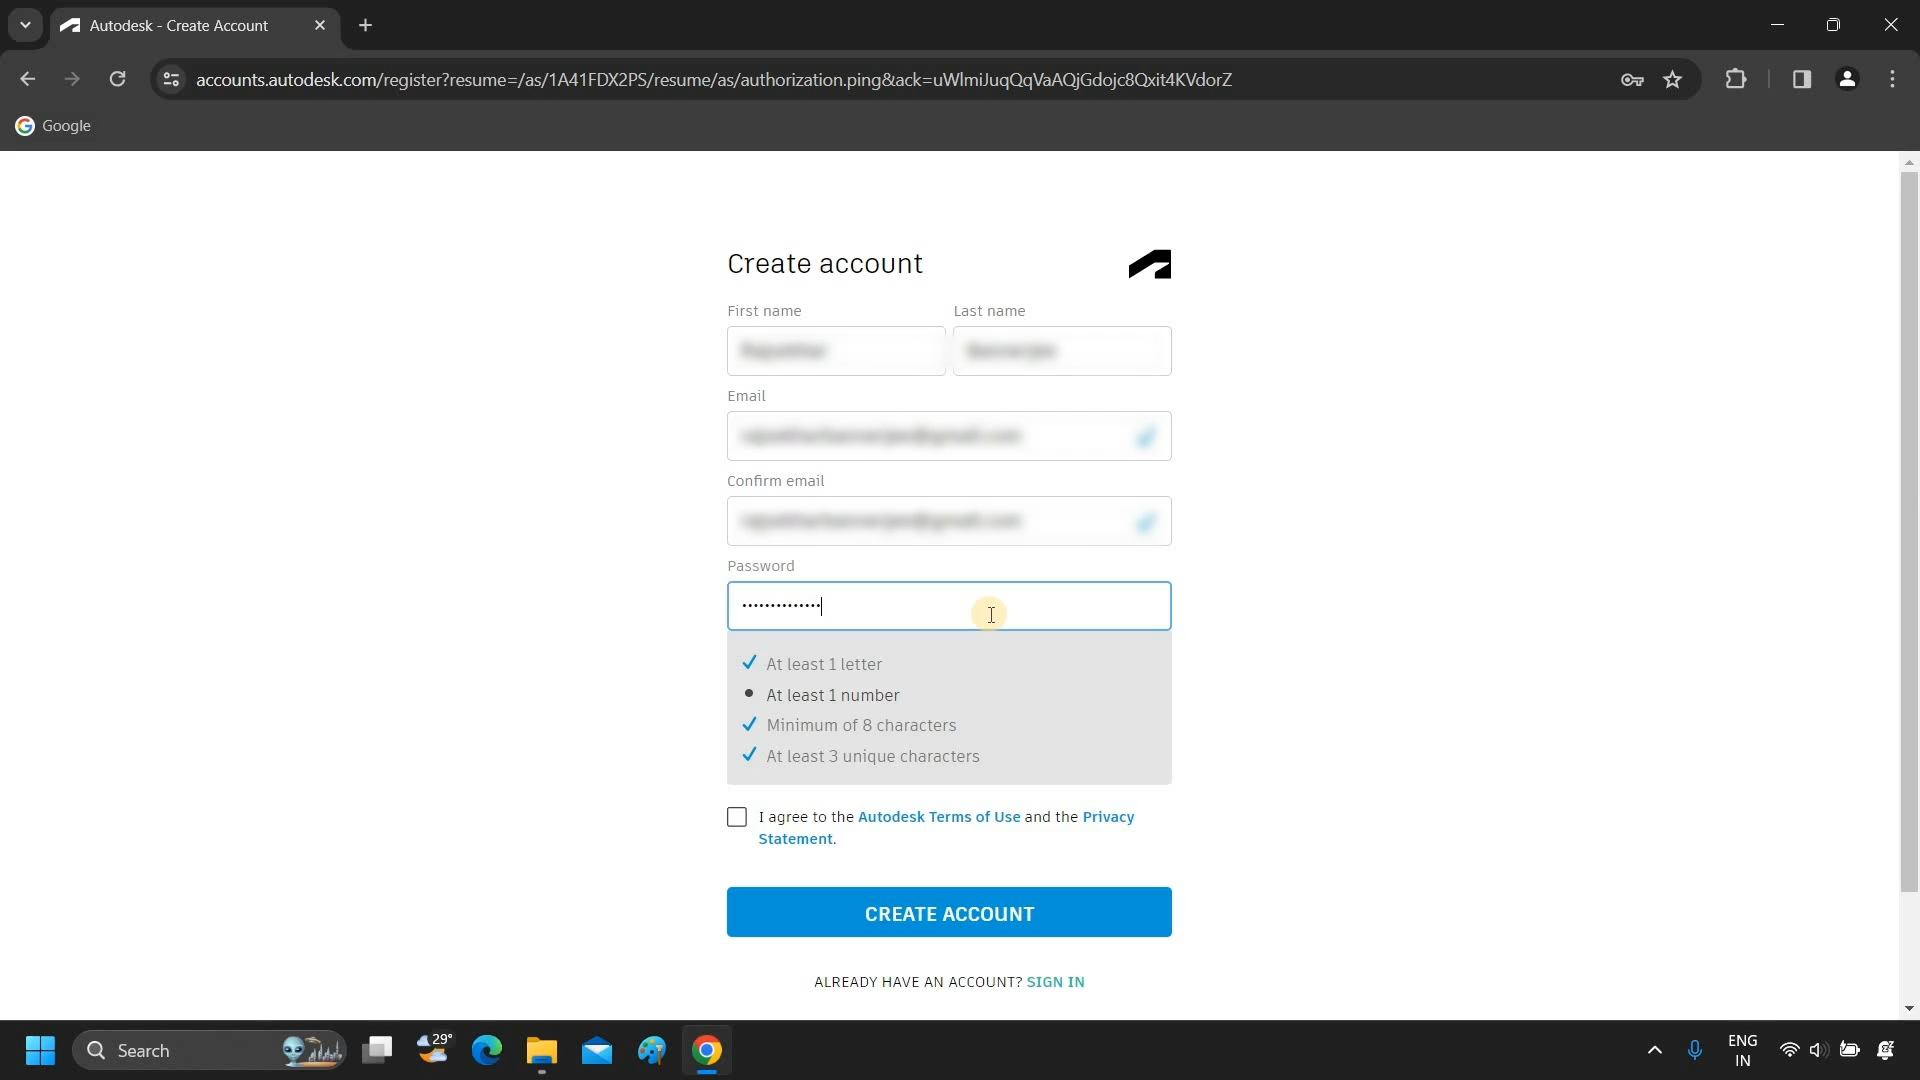 Autodesk - Create Account
accounts.autodesk.com/register?resume=/as/1A41FDX2PS/resume/as/authorization.ping&ack=uWlmiJuqQqVaAQjGdojc8Qxit4KVdorZ
Google
Create account
First name Last name
Email
Confirm email
Password
At least 1 letter
At least 1 number
Minimum of 8 characters
At least 3 unique characters
I agree to the Autodesk Terms of Use and the Privacy
Statement.
CREATE ACCOUNT
ALREADY HAVE AN ACCOUNT? SIGN IN
Search
29°
ENG
IN